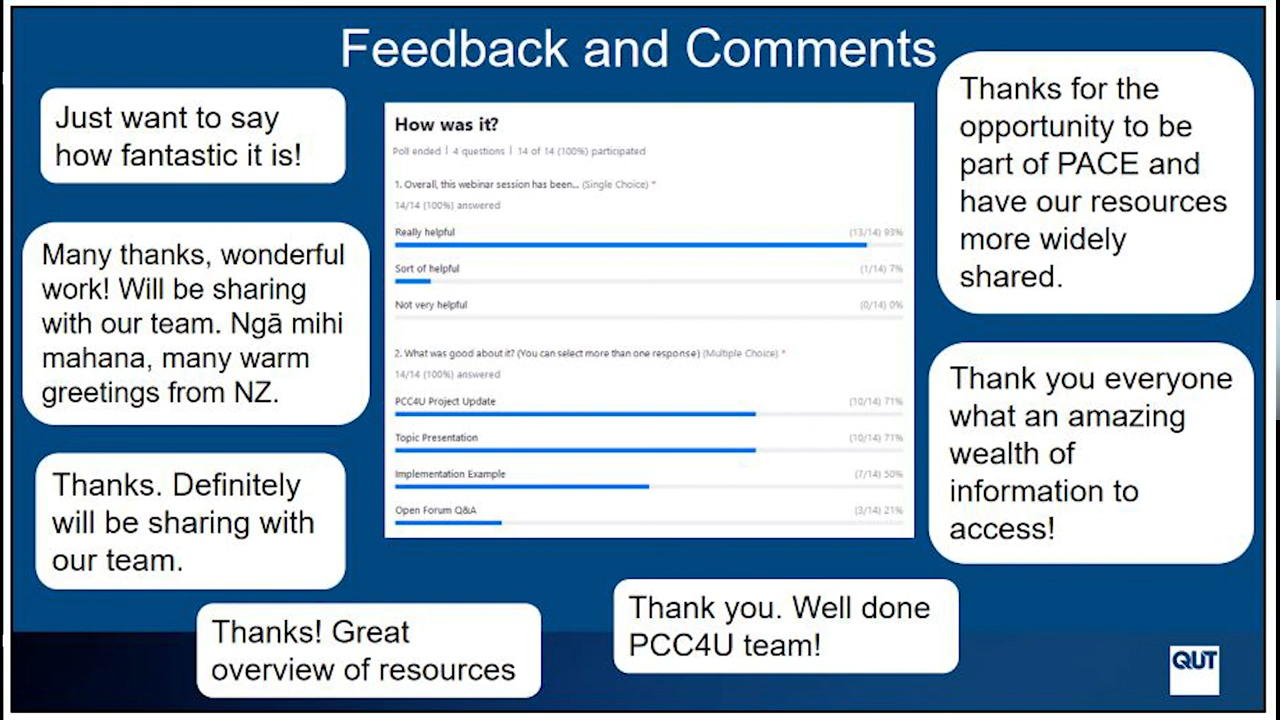 Feedback and Comments
Just want to say
how fantastic it is!
Many thanks, wonderful
work! Will be sharing
with our team. Ngā mihi
mahana, many warm
greetings from NZ.
Thanks. Definitely
will be sharing with
our team.
Thanks! Great
overview of resources
How was it?
Poll ended | 4 questions | 14 of 14 (100%) participated
1. Overall, this webinar session has been... (Single Choice) *
14/14 (100%) answered
Really helpful (13/14) 93%
Sort of helpful (1/14) 7%
Not very helpful (0/14) 0%
2. What was good about it? (You can select more than one response) (Multiple Choice) *
14/14 (100%) answered
PCC4U Project Update (10/14) 71%
Topic Presentation (10/14) 71%
Implementation Example (7/14) 50%
Open Forum Q&A (3/14) 21%
Thank you. Well done
PCC4U team!
Thanks for the
opportunity to be
part of PACE and
have our resources
more widely
shared.
Thank you everyone
what an amazing
wealth of
information to
access!
QUT